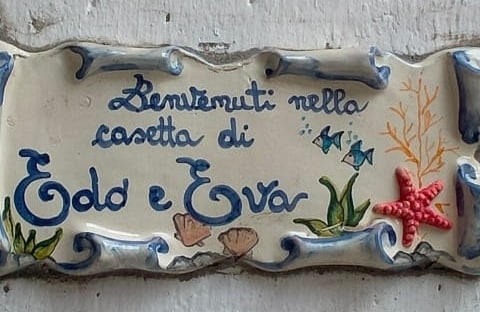 Benvenuti nella
casetta di
Edo e Eva